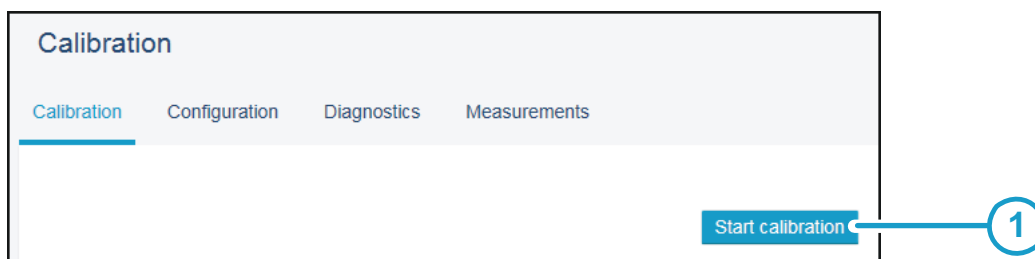 Calibration
Calibration Configuration Diagnostics Measurements
Start calibration
1